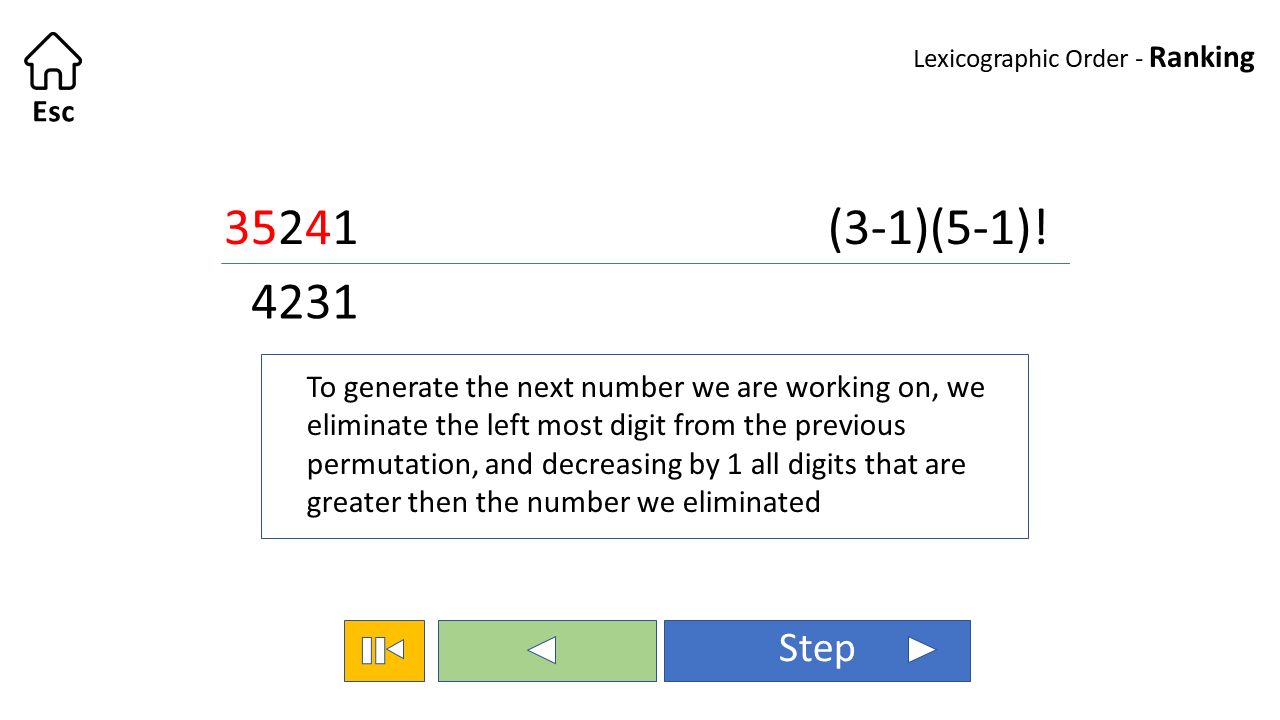 Lexicographic Order - Ranking
Esc
35241 (3-1)(5-1)!
4231
To generate the next number we are working on, we
eliminate the left most digit from the previous
permutation, and decreasing by 1 all digits that are
greater then the number we eliminated
Step